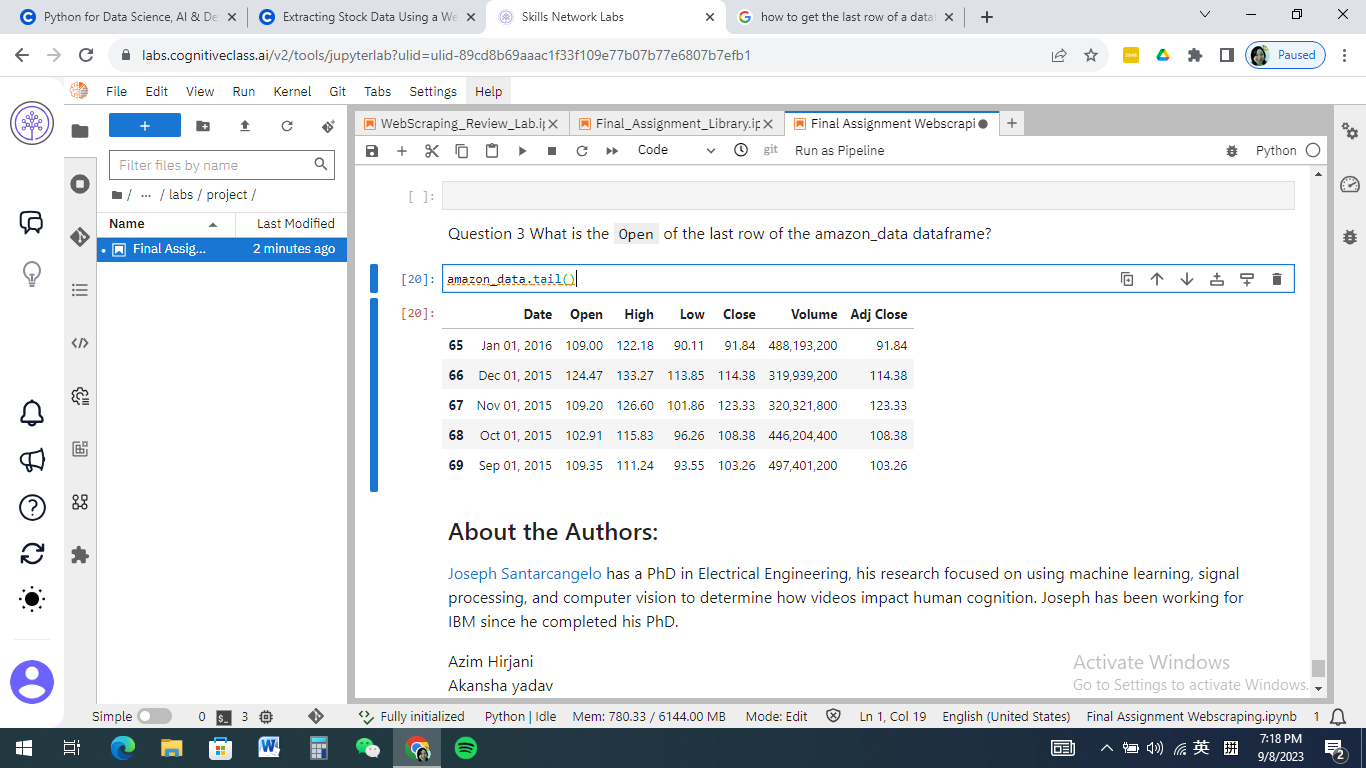 Python for Data Science, AI & De
Extracting Stock Data Using a We
Skills Network Labs
how to get the last row of a data
labs.cognitiveclass.ai/v2/tools/jupyterlab?ulid=ulid-89cd8b69aaac1f33f109e77b07b77e6807b7efb1
Paused
File Edit View Run Kernel Git Tabs Settings Help
Filter files by name
/ ··· / labs / project /
Name Last Modified
Final Assig... 2 minutes ago
WebScraping_Review_Lab.ip
Final_Assignment_Library.ip
Final Assignment Webscrapi
Code
git
Run as Pipeline
Python
[ ]:
Question 3 What is the Open of the last row of the amazon_data dataframe?
[20]: amazon_data.tail()
[20]: Date Open High Low Close Volume Adj Close
65 Jan 01, 2016 109.00 122.18 90.11 91.84 488,193,200 91.84
66 Dec 01, 2015 124.47 133.27 113.85 114.38 319,939,200 114.38
67 Nov 01, 2015 109.20 126.60 101.86 123.33 320,321,800 123.33
68 Oct 01, 2015 102.91 115.83 96.26 108.38 446,204,400 108.38
69 Sep 01, 2015 109.35 111.24 93.55 103.26 497,401,200 103.26
About the Authors:
Joseph Santarcangelo has a PhD in Electrical Engineering, his research focused on using machine learning, signal
processing, and computer vision to determine how videos impact human cognition. Joseph has been working for
IBM since he completed his PhD.
Azim Hirjani
Akansha yadav
Activate Windows
Go to Settings to activate Windows.
Simple 0 3 Fully initialized Python | Idle Mem: 780.33 / 6144.00 MB Mode: Edit Ln 1, Col 19 English (United States) Final Assignment Webscraping.ipynb 1
英 拼 7:18 PM
9/8/2023 2